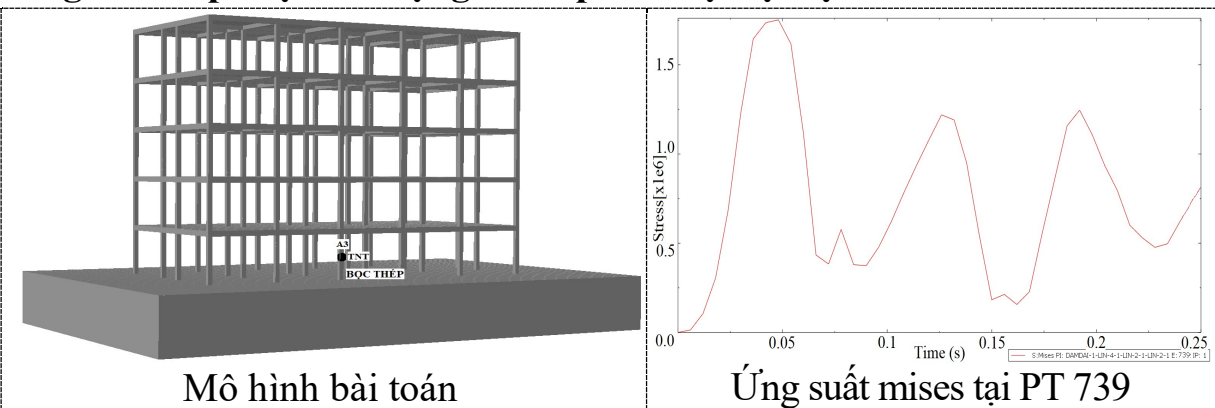 A3
TNT
BỌC THÉP
Mô hình bài toán
Stress[x1e6]
1.5
1.0
0.5
0.0
0.05
0.1
0.15
0.2
0.25
Time (s)
S:Mises PI: DAMDAI-1-LIN-4-1-LIN-2-1-LIN-2-1 E:739 IP: 1
Ứng suất mises tại PT 739